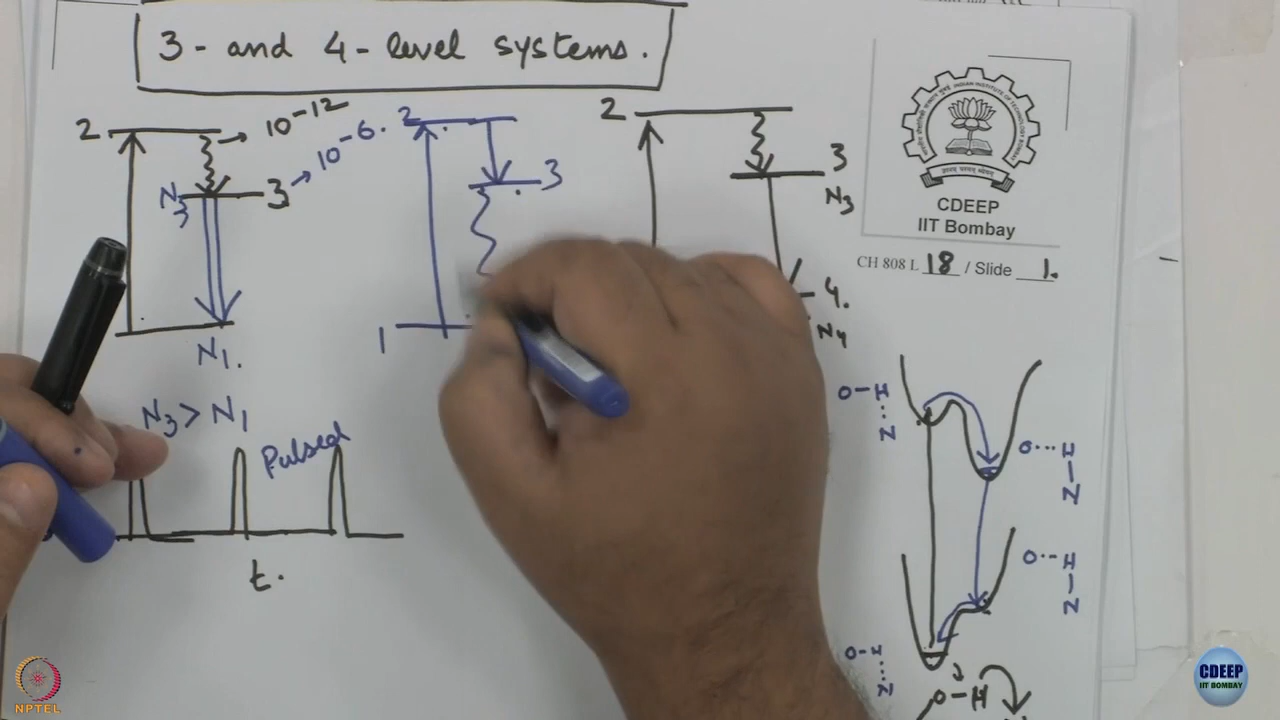 3- and 4-level systems.
2
→ 10-12
N3
3 → 10-6.
N1.
N3 > N1
Pulsed
t.
2
3
1
2
3
N3
4.
N4
CDEEP
IIT Bombay
CH 808 L 18 / Slide 1.
O-H
N
O···H
N
O···H
N
O-H
N
O-H
NPTEL
CDEEP
IIT BOMBAY